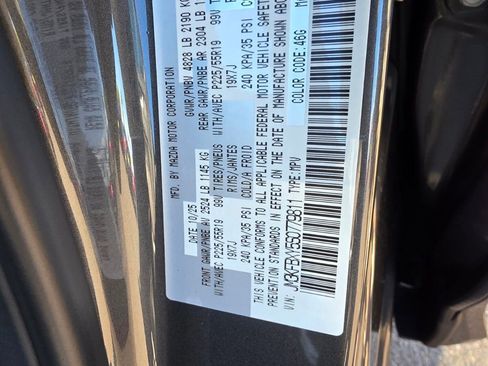 MFD. BY MAZDA MOTOR CORPORATION
DATE: 10/25 GVWR/PNBV 4828 LB 2190 KG
FRONT GAWR/PNBE AV 2524 LB 1145 KG REAR GAWR/PNBE AR 2304 LB
WITH/AVEC P225/55R19 99V TIRES/PNEUS WITH/AVEC P225/55R19 99V
19X7J RIMS/JANTES 19X7J
240 KPA/35 PSI COLD/A FROID 240 KPA/35 PSI
THIS VEHICLE CONFORMS TO ALL APPLICABLE FEDERAL MOTOR VEHICLE SAFETY
PREVENTION STANDARDS IN EFFECT ON THE DATE OF MANUFACTURE SHOWN ABOVE
VIN: TYPE:MPV COLOR CODE:46G